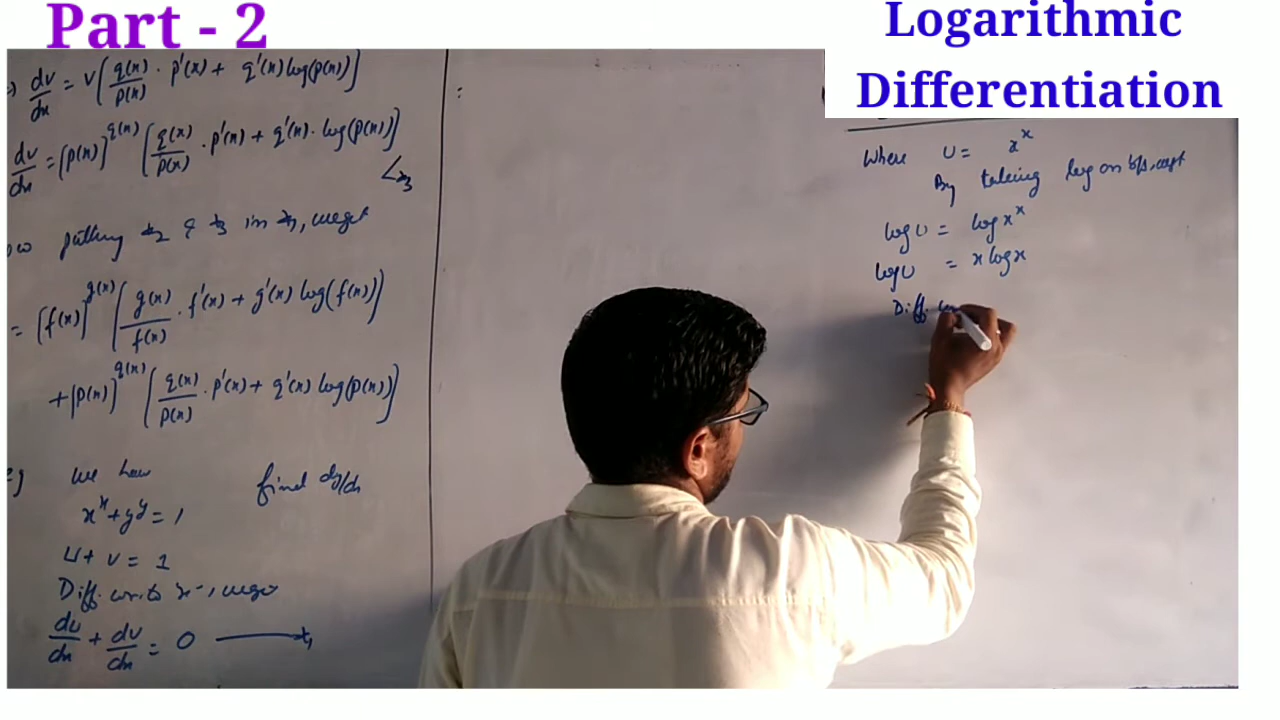 Part - 2
Logarithmic
Differentiation
dv/dx = v[q(x)/p(x) · p'(x) + q'(x) log(p(x))]
dv/dx = [p(x)]^q(x) [q(x)/p(x) · p'(x) + q'(x) · log(p(x))]
putting *2 & *3 in *1, we get
= [f(x)]^g(x) [g(x)/f(x) · f'(x) + g'(x) log(f(x))]
+ [p(x)]^q(x) [q(x)/p(x) · p'(x) + q'(x) log(p(x))]
we have find dy/dx
x^x + y^y = 1
u + v = 1
Diff. w.r.to 'x', we get
du/dx + dv/dx = 0 → *1
Where U = x^x
By taking log on b/s, we get
log U = log x^x
log U = x log x
Diff.